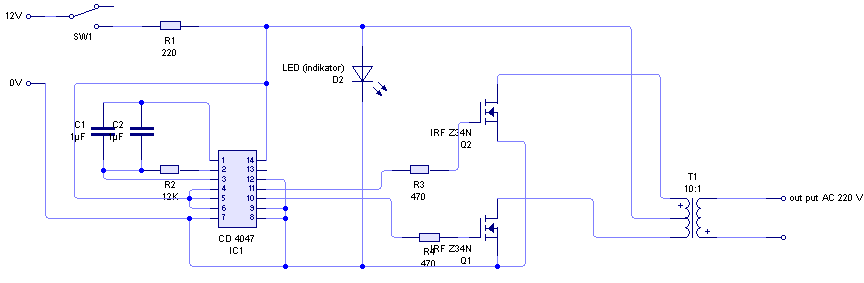 12V
SW1
R1
220
LED (indikator)
D2
0V
C1
C2
1µF
1µF
IRF Z34N
Q2
1
2
3
4
5
6
7
14
13
12
11
10
9
8
R2
12K
R3
470
T1
10:1
out put AC 220 V
CD 4047
IC1
R4
470
IRF Z34N
Q1